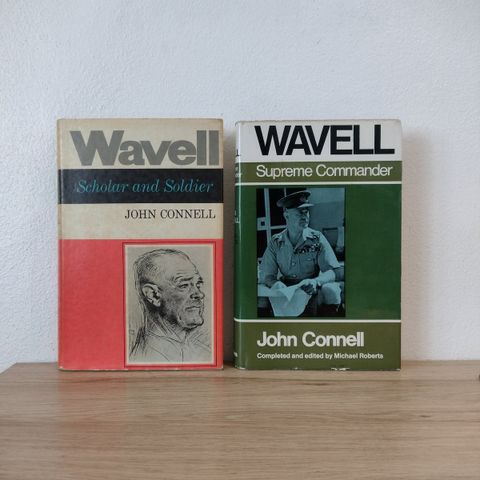 Wavell
Scholar and Soldier
JOHN CONNELL
WAVELL
Supreme Commander
John Connell
Completed and edited by Michael Roberts